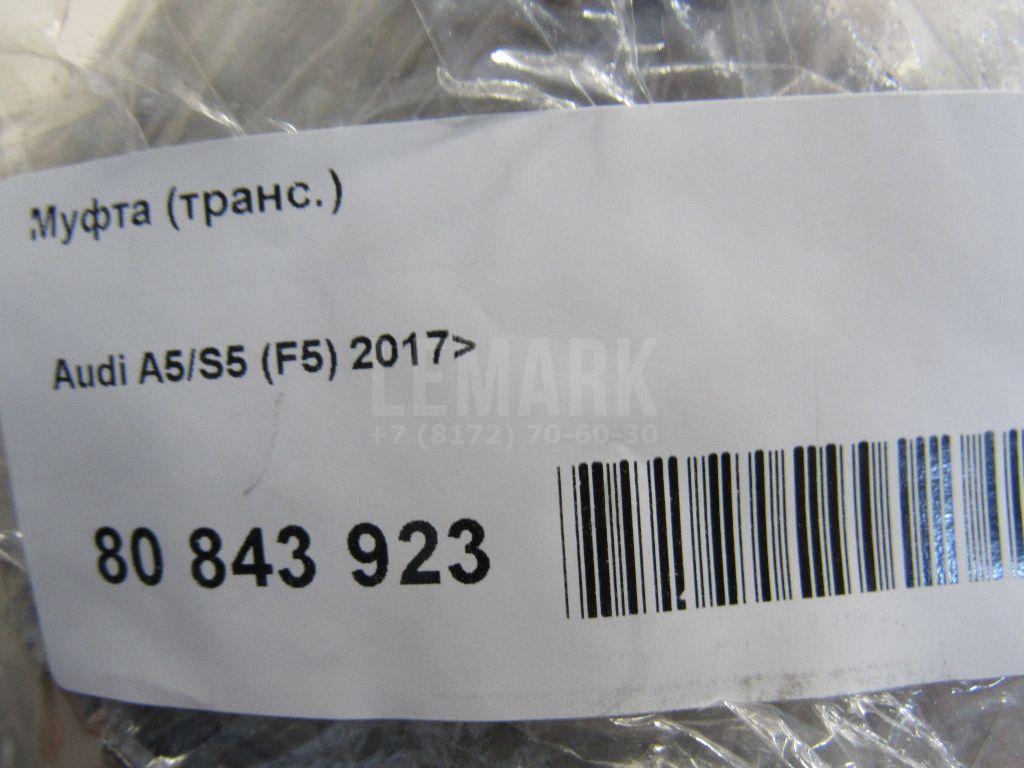 Муфта (транс.)
Audi A5/S5 (F5) 2017>
LEMARK
+7 (8172) 70-60-30
80 843 923